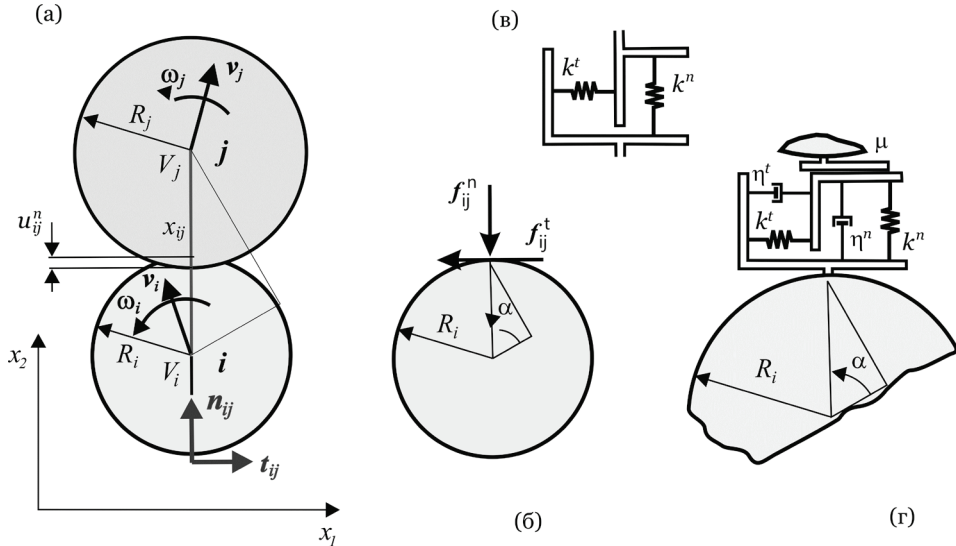 (а)
ω_j
v_j
R_j
V_j
j
u_ij^n
x_ij
v_i
ω_i
R_i
V_i
i
n_ij
t_ij
x_2
x_1
(б)
f_ij^n
f_ij^t
α
R_i
(в)
k^t
k^n
μ
η^t
k^t
η^n
k^n
α
R_i
(г)